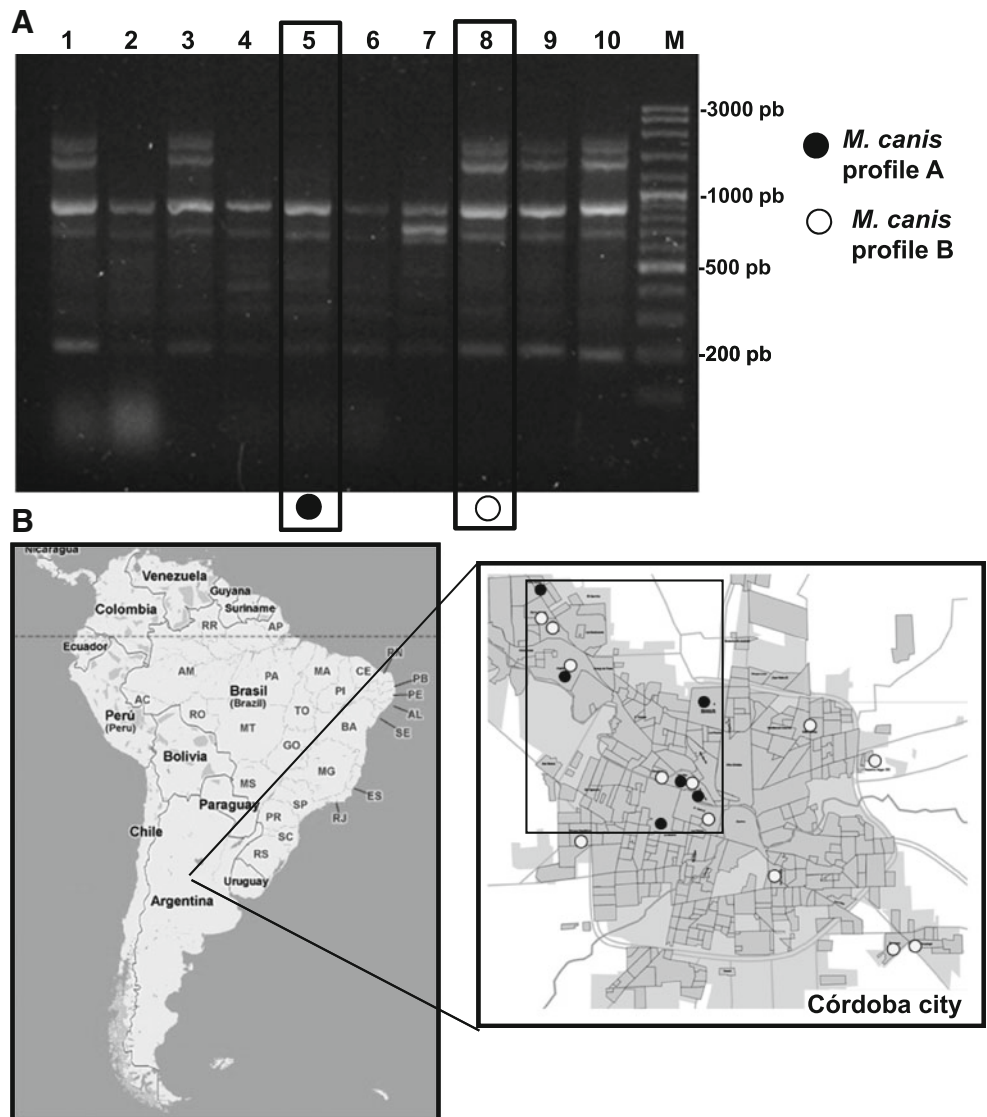 A
1 2 3 4 5 6 7 8 9 10 M
-3000 pb
-1000 pb
-500 pb
-200 pb
M. canis
profile A
M. canis
profile B
B
Nicaragua
Venezuela
Guyana
Suriname
Colombia
RR
AP
Ecuador
RN
AM
PA
MA
CE
PB
PI
PE
AC
Brasil
(Brazil)
TO
AL
Perú
(Peru)
RO
MT
BA
SE
GO
Bolivia
MG
MS
ES
Paraguay
SP
RJ
PR
Chile
SC
RS
Uruguay
Argentina
Córdoba city